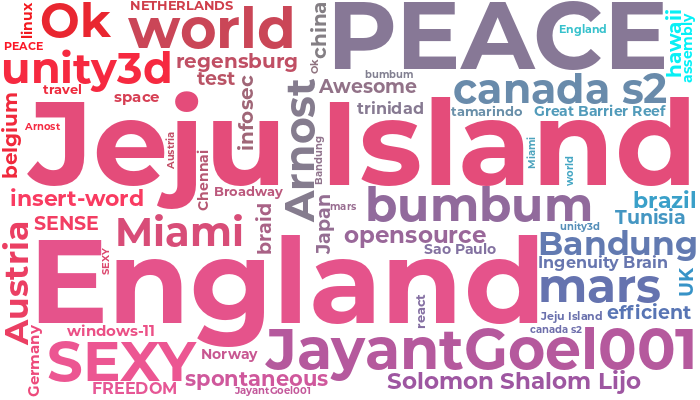 linux
Ok
NETHERLANDS
world
china
PEACE
England
hawaii
assembly
PEACE
unity3d
regensburg
test
Ok
bumbum
Awesome
canada s2
travel
space
infosec
Arnost
trinidad
tamarindo
Great Barrier Reef
belgium
Arnost
Jeju Island
Austria
Chennai
Bandung
Miami
world
insert-word
Broadway
mars
bumbum
brazil
SENSE
Miami
braid
Japan
opensource
unity3d
Tunisia
Austria
England
SEXY
Sao Paulo
Bandung
Ingenuity Brain
mars
UK
react
Jeju Island
efficient
windows-11
canada s2
Germany
SEXY
Norway
JayantGoel001
FREEDOM
spontaneous
Solomon Shalom Lijo
JayantGoel001